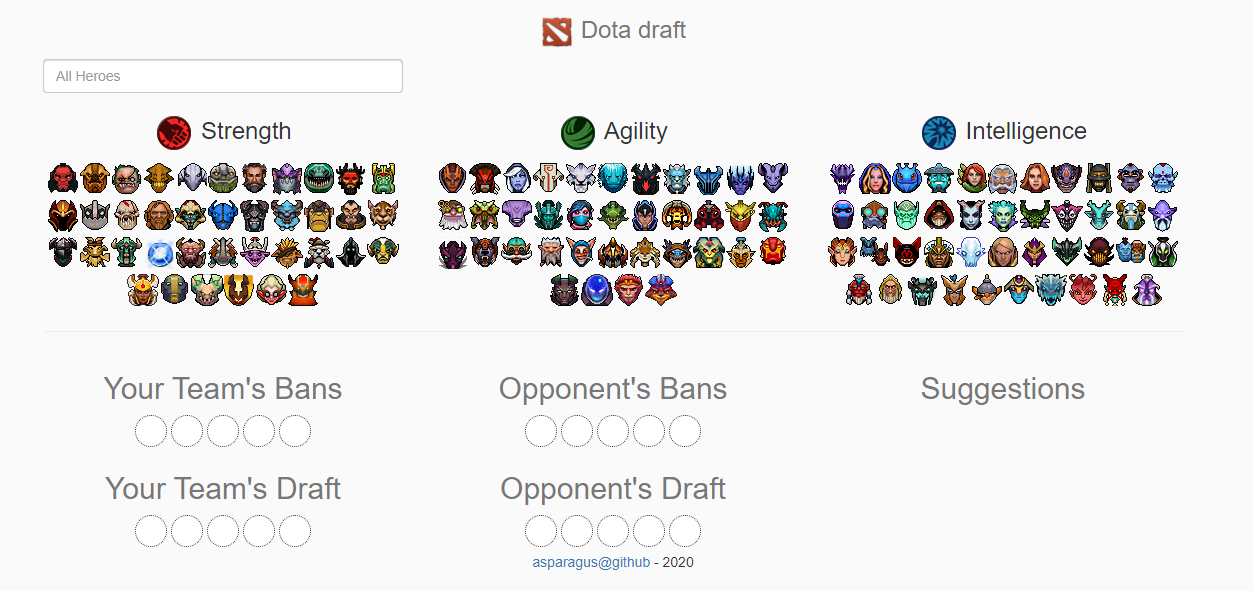 Dota draft
All Heroes
Strength
Agility
Intelligence
Your Team's Bans
Opponent's Bans
Suggestions
Your Team's Draft
Opponent's Draft
asparagus@github - 2020